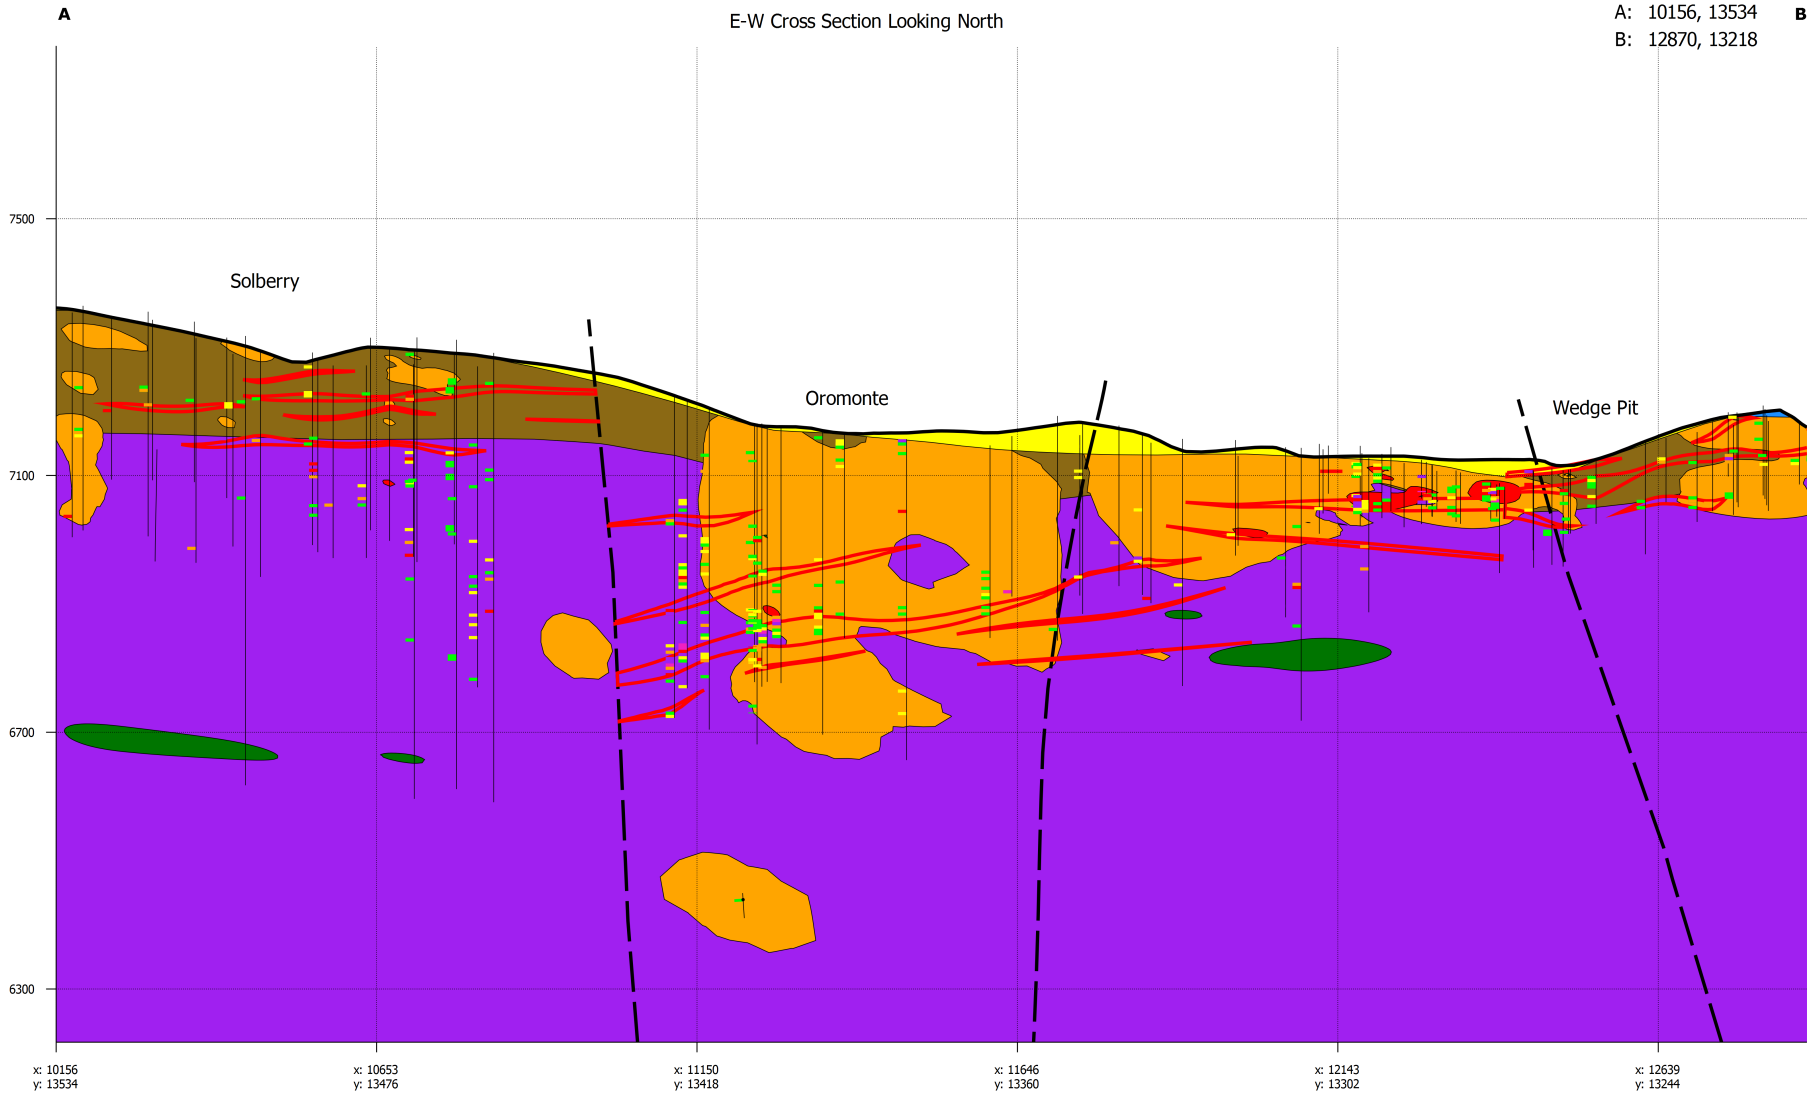 A
E-W Cross Section Looking North
A: 10156, 13534
B
B: 12870, 13218
7500
Solberry
Oromonte
Wedge Pit
7100
6700
6300
x: 10156
y: 13534
x: 10653
y: 13476
x: 11150
y: 13418
x: 11646
y: 13360
x: 12143
y: 13302
x: 12639
y: 13244